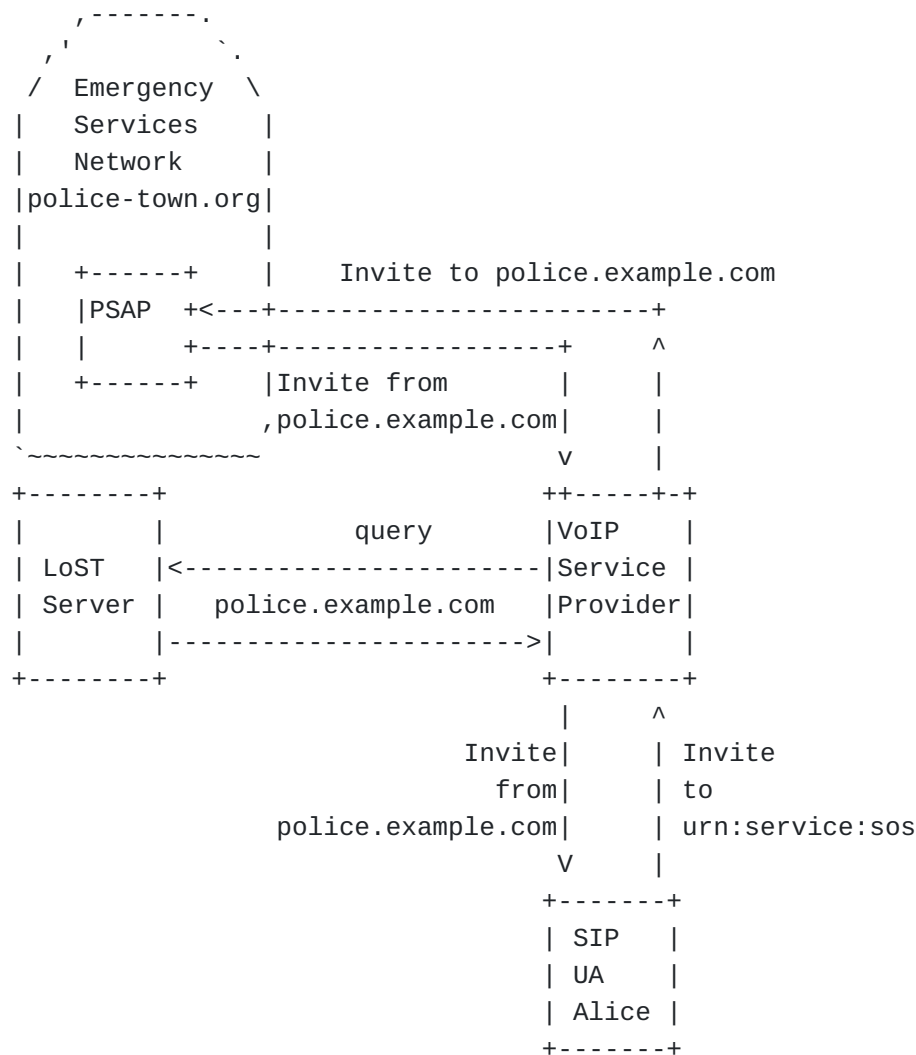 Emergency
Services
Network
police-town.org
Invite to police.example.com
PSAP
Invite from
police.example.com
query
VoIP
LoST
Service
Server
police.example.com
Provider
Invite
Invite
from
to
police.example.com
urn:service:sos
SIP
UA
Alice